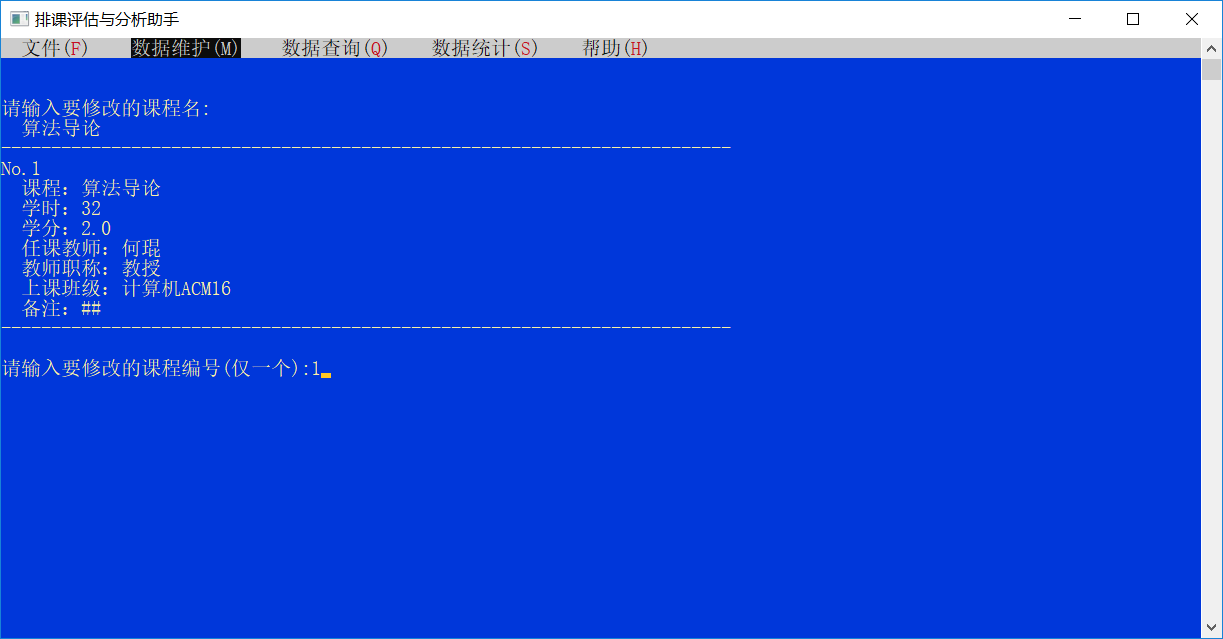 排课评估与分析助手
文件(F) 数据维护(M) 数据查询(Q) 数据统计(S) 帮助(H)
请输入要修改的课程名:
算法导论
-------------------------------------------------------------------------
No.1
课程: 算法导论
学时: 32
学分: 2.0
任课教师: 何琨
教师职称: 教授
上课班级: 计算机ACM16
备注: ##
-------------------------------------------------------------------------
请输入要修改的课程编号(仅一个):1